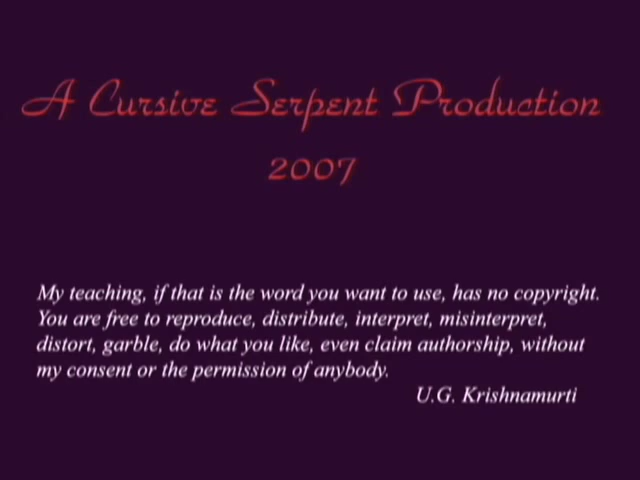 A Cursive Serpent Production
2007
My teaching, if that is the word you want to use, has no copyright.
You are free to reproduce, distribute, interpret, misinterpret,
distort, garble, do what you like, even claim authorship, without
my consent or the permission of anybody.
U.G. Krishnamurti